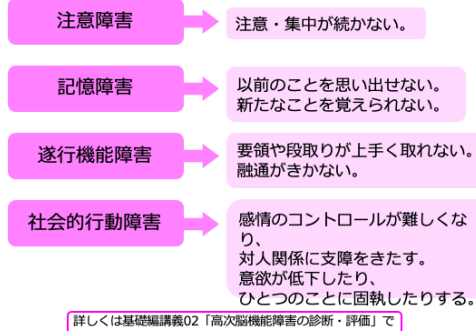 注意障害
注意・集中が続かない。
記憶障害
以前のことを思い出せない。
新たなことを覚えられない。
遂行機能障害
要領や段取りが上手く取れない。
融通がきかない。
社会的行動障害
感情のコントロールが難しくな
り、
対人関係に支障をきたす。
意欲が低下したり、
ひとつのことに固執したりする。
詳しくは基礎編講義02「高次脳機能障害の診断・評価」で